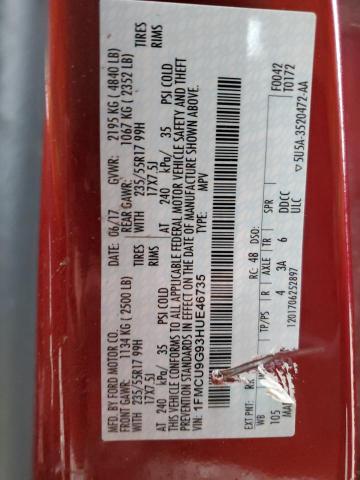 MFD. BY FORD MOTOR CO.
DATE: 06/17 GVWR: 2195 KG ( 4840 LB)
FRONT GAWR: 1134 KG ( 2500 LB) REAR GAWR: 1067 KG ( 2352 LB)
WITH 235/55R17 99H TIRES WITH 235/55R17 99H TIRES
17X7.5J RIMS 17X7.5J RIMS
AT 240 kPa/ 35 PSI COLD AT 240 kPa/ 35 PSI COLD
THIS VEHICLE CONFORMS TO ALL APPLICABLE FEDERAL MOTOR VEHICLE SAFETY AND THEFT
PREVENTION STANDARDS IN EFFECT ON THE DATE OF MANUFACTURE SHOWN ABOVE.
VIN: 1FMCU9G93HUE46735
TYPE: MPV
F0042
T0172
EXT PNT: RC: 48 DSO:
WB TP/PS R AXLE TR SPR
105 4 3A 6 DDCC
ULC
1201706252897
5U5A-3520472-AA